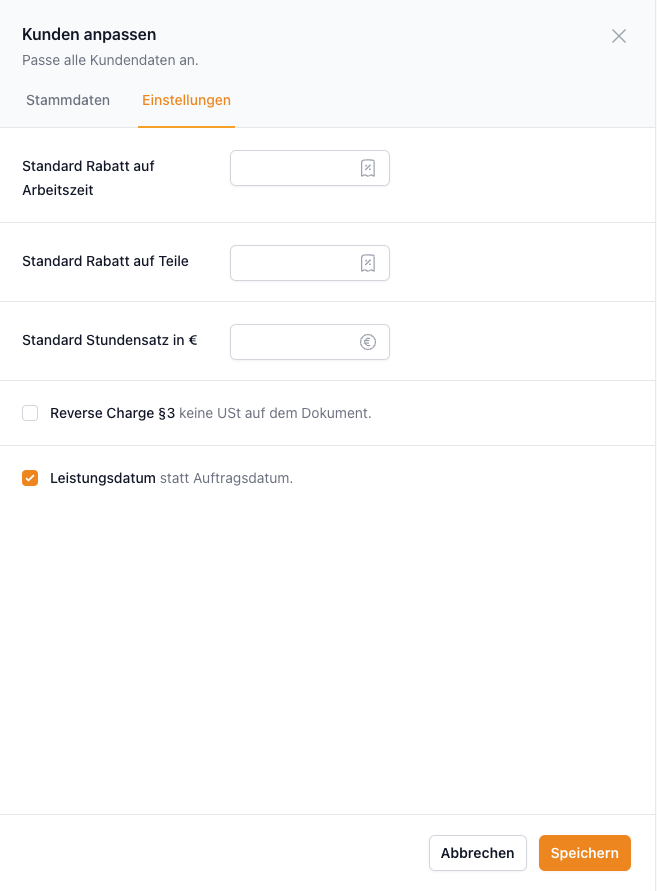 Kunden anpassen
Passe alle Kundendaten an.
Stammdaten Einstellungen
Standard Rabatt auf
Arbeitszeit
Standard Rabatt auf Teile
Standard Stundensatz in €
Reverse Charge §3 keine USt auf dem Dokument.
Leistungsdatum statt Auftragsdatum.
Abbrechen Speichern